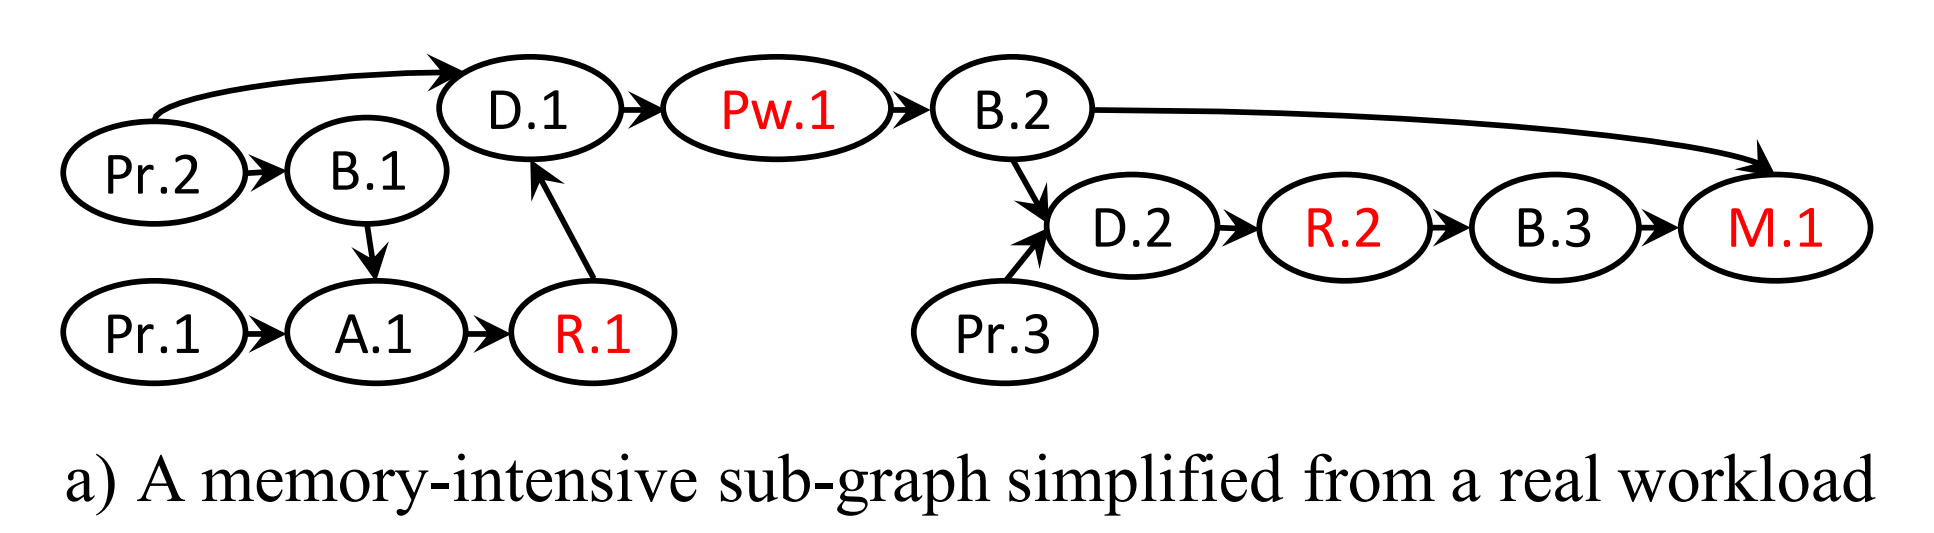 D.1
Pw.1
B.2
Pr.2
B.1
D.2
R.2
B.3
M.1
Pr.1
A.1
R.1
Pr.3
a) A memory-intensive sub-graph simplified from a real workload